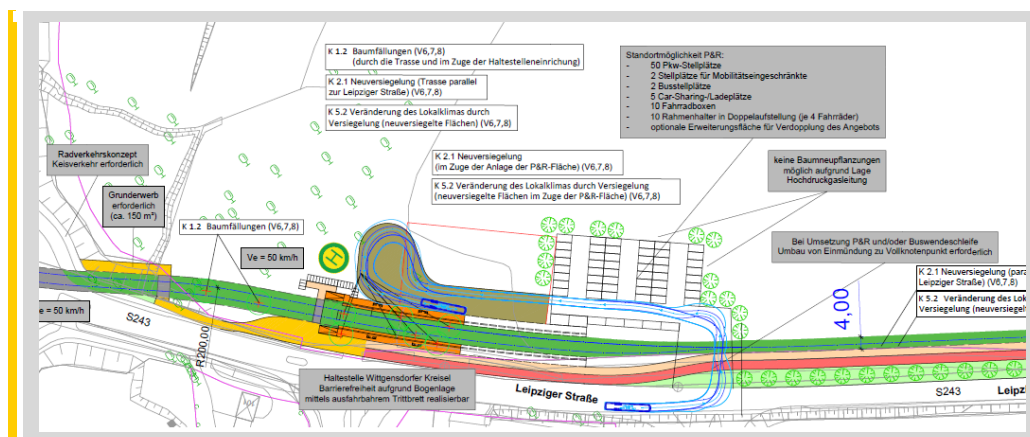 K 1.2 Baumfällungen (V6,7,8)
(durch die Trasse und im Zuge der Haltestelleneinrichtung)
K 2.1 Neuversiegelung (Trasse parallel
zur Leipziger Straße) (V6,7,8)
K 5.2 Veränderung des Lokalklimas durch
Versiegelung (neuversiegelte Flächen) (V6,7,8)
Standortmöglichkeit P&R:
- 50 Pkw-Stellplätze
- 2 Stellplätze für Mobilitätseingeschränkte
- 2 Busstellplätze
- 5 Car-Sharing-/Ladeplätze
- 10 Fahrradboxen
- 10 Rahmenhalter in Doppelaufstellung (je 4 Fahrräder)
- optionale Erweiterungsfläche für Verdopplung des Angebots
Radverkehrskonzept
Keisverkehr erforderlich
K 2.1 Neuversiegelung
(im Zuge der Anlage der P&R-Fläche) (V6,7,8)
K 5.2 Veränderung des Lokalklimas durch Versiegelung
(neuversiegelte Flächen im Zuge der P&R-Fläche) (V6,7,8)
keine Baumneupflanzungen
möglich aufgrund Lage
Hochdruckgasleitung
Grunderwerb
erforderlich
(ca. 150 m²)
K 1.2 Baumfällungen (V6,7,8)
Ve = 50 km/h
H
Bei Umsetzung P&R und/oder Buswendeschleife
Umbau von Einmündung zu Vollknotenpunkt erforderlich
K 2.1 Neuversiegelung (para
Leipziger Straße) (V6,7,8)
K 5.2 Veränderung des Lok
Versiegelung (neuversiegelt
e = 50 km/h
S243
R200,00
4,00
Haltestelle Wittgensdorfer Kreisel
Barrierefreiheit aufgrund Bogenlage
mittels ausfahrbahrem Trittbrett realisierbar
Leipziger Straße
S243
Leipz